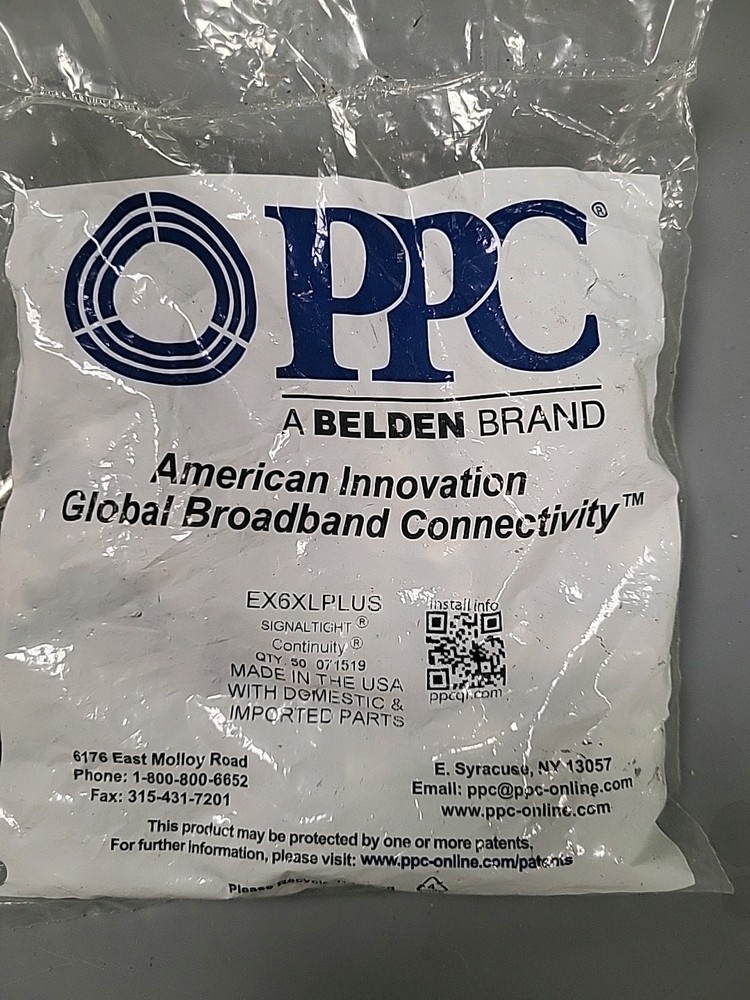 PPC®
A BELDEN BRAND
American Innovation
Global Broadband Connectivity™
EX6XLPLUS
SIGNALTIGHT®
Continuity®
QTY. 50 071519
MADE IN THE USA
WITH DOMESTIC &
IMPORTED PARTS
install info
6176 East Molloy Road
Phone: 1-800-800-6652
Fax: 315-431-7201
E. Syracuse, NY 13057
Email: ppc@ppc-online.com
www.ppc-online.com
This product may be protected by one or more patents.
For further information, please visit: www.ppc-online.com/patents
Please Recycle